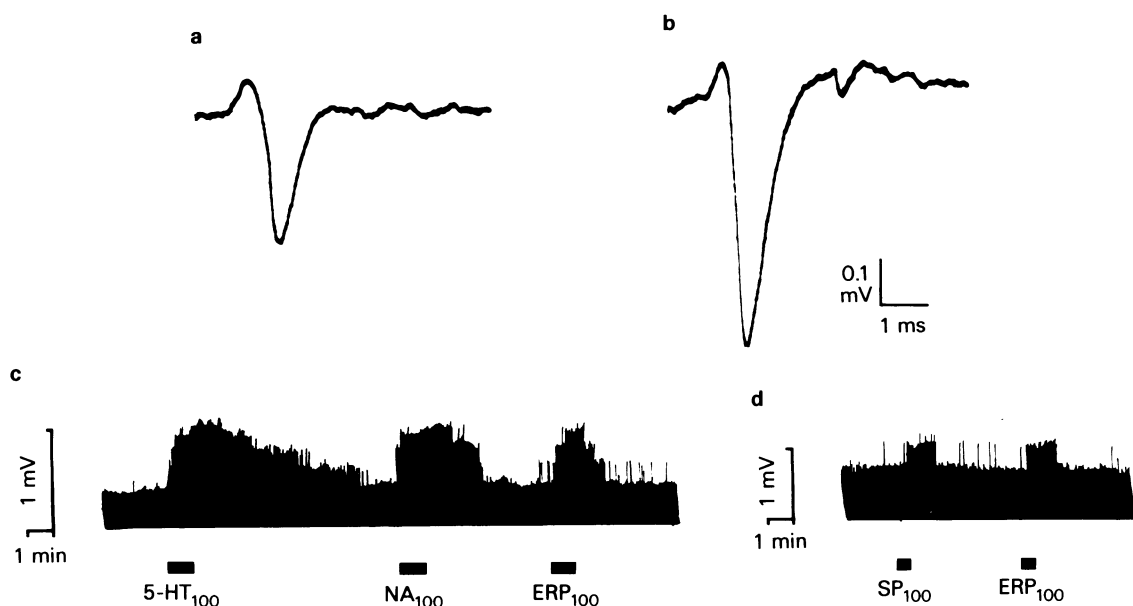 a
b
0.1
mV
1 ms
c
d
1 mV
1 min
5-HT₁₀₀ NA₁₀₀ ERP₁₀₀
1 mV
1 min
SP₁₀₀ ERP₁₀₀